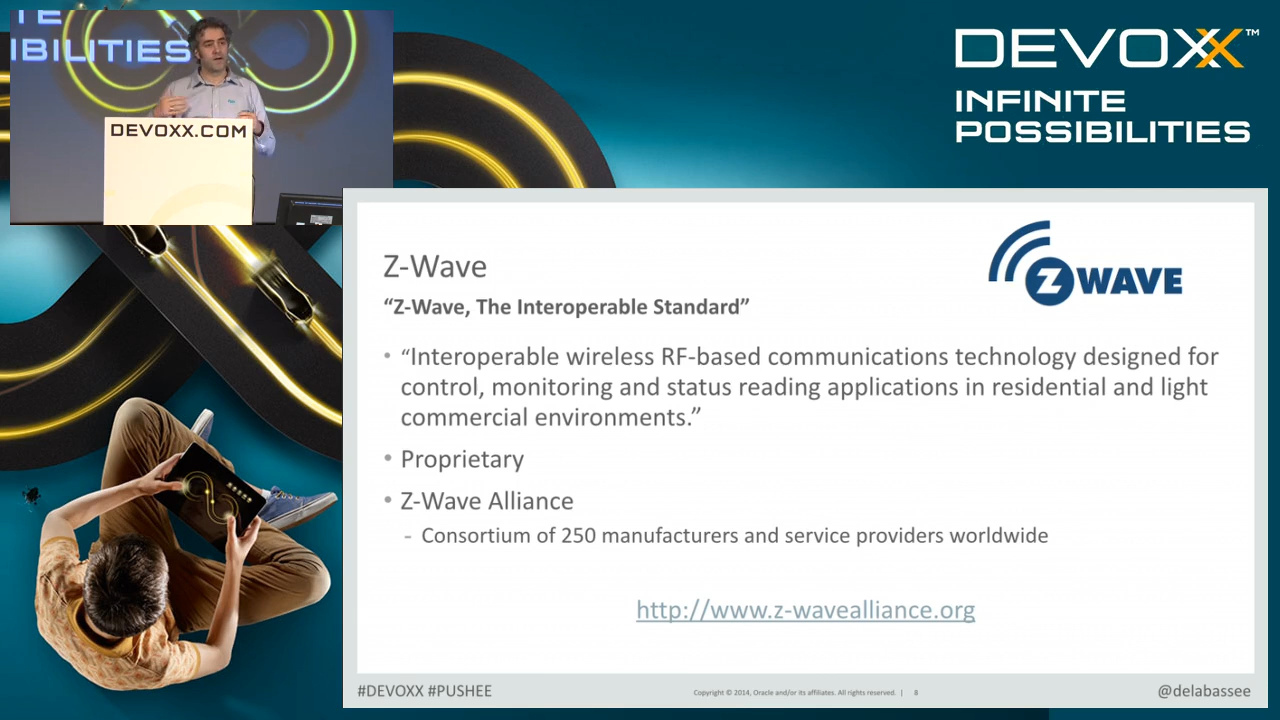 TE
IBILITIES
DEVOXX.COM
DEVOXX™
INFINITE
POSSIBILITIES
Z-Wave
Z WAVE
“Z-Wave, The Interoperable Standard”
• “Interoperable wireless RF-based communications technology designed for
control, monitoring and status reading applications in residential and light
commercial environments.”
• Proprietary
• Z-Wave Alliance
- Consortium of 250 manufacturers and service providers worldwide
http://www.z-wavealliance.org
#DEVOXX #PUSHEE
Copyright © 2014, Oracle and/or its affiliates. All rights reserved. | 8
@delabassee